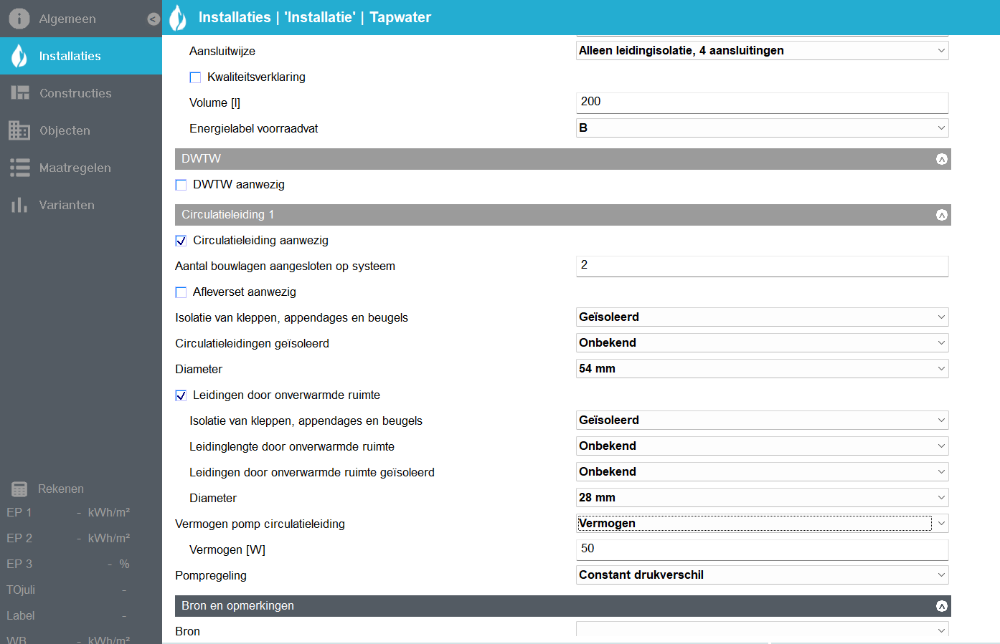 Algemeen
<
Installaties
Constructies
Objecten
Maatregelen
Varianten
Rekenen
EP 1 - kWh/m²
EP 2 - kWh/m²
EP 3 - %
TOjuli -
Label -
WB - kWh/m²
Installaties | 'Installatie' | Tapwater
Aansluitwijze Alleen leidingisolatie, 4 aansluitingen
Kwaliteitsverklaring
Volume [l] 200
Energielabel voorraadvat B
DWTW
DWTW aanwezig
Circulatieleiding 1
Circulatieleiding aanwezig
Aantal bouwlagen aangesloten op systeem 2
Afleverset aanwezig
Isolatie van kleppen, appendages en beugels Geïsoleerd
Circulatieleidingen geïsoleerd Onbekend
Diameter 54 mm
Leidingen door onverwarmde ruimte
Isolatie van kleppen, appendages en beugels Geïsoleerd
Leidinglengte door onverwarmde ruimte Onbekend
Leidingen door onverwarmde ruimte geïsoleerd Onbekend
Diameter 28 mm
Vermogen pomp circulatieleiding Vermogen
Vermogen [W] 50
Pompregeling Constant drukverschil
Bron en opmerkingen
Bron